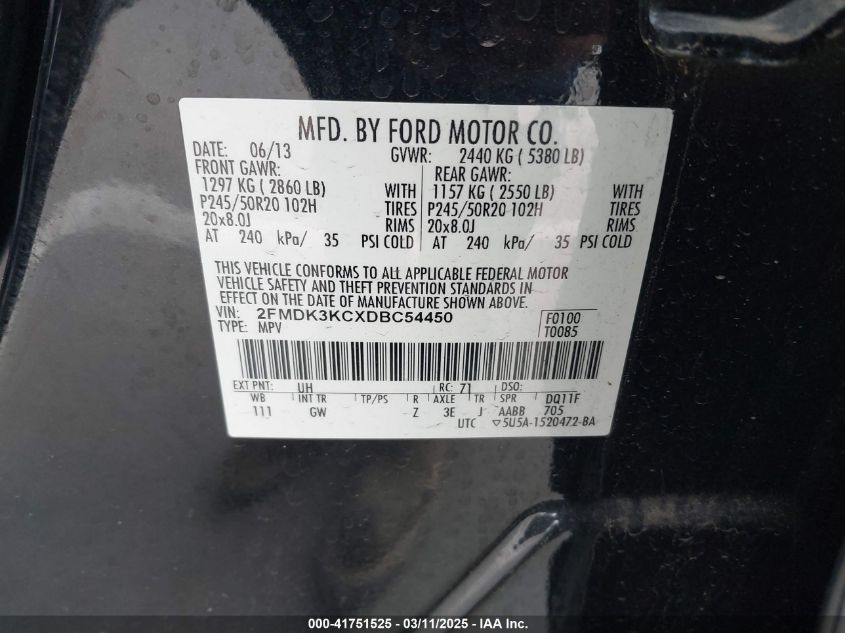 MFD. BY FORD MOTOR CO.
DATE: 06/13 GVWR: 2440 KG ( 5380 LB)
FRONT GAWR: REAR GAWR:
1297 KG ( 2860 LB) WITH 1157 KG ( 2550 LB) WITH
P245/50R20 102H TIRES P245/50R20 102H TIRES
20x8.0J RIMS 20x8.0J RIMS
AT 240 kPa/ 35 PSI COLD AT 240 kPa/ 35 PSI COLD
THIS VEHICLE CONFORMS TO ALL APPLICABLE FEDERAL MOTOR
VEHICLE SAFETY AND THEFT PREVENTION STANDARDS IN
EFFECT ON THE DATE OF MANUFACTURE SHOWN ABOVE.
VIN: 2FMDK3KCXDBC54450 F0100
TYPE: MPV T0085
EXT PNT: UH RC: 71 DSO:
WB INT TR TP/PS R AXLE TR SPR DQ11F
111 GW Z 3E J AABB 705
UTC ▽5U5A-1520472-BA
000-41751525 - 03/11/2025 - IAA Inc.